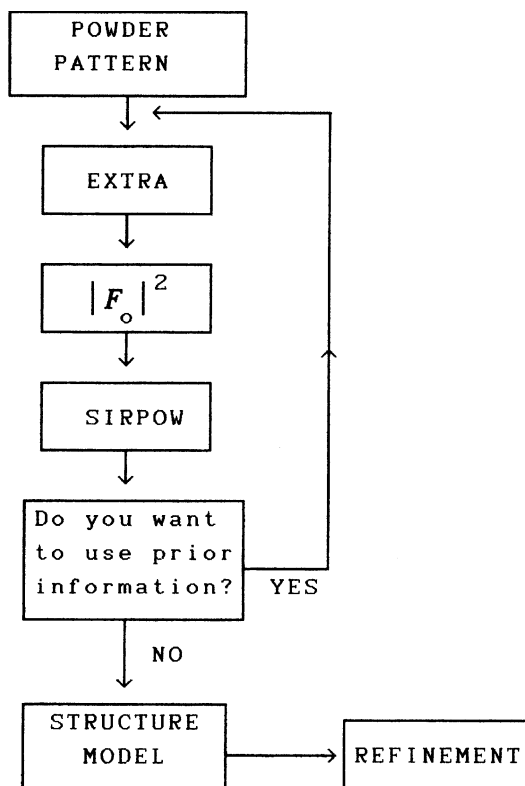 POWDER
PATTERN
EXTRA
|F_o|^2
SIRPOW
Do you want
to use prior
information?
YES
NO
STRUCTURE
MODEL
REFINEMENT